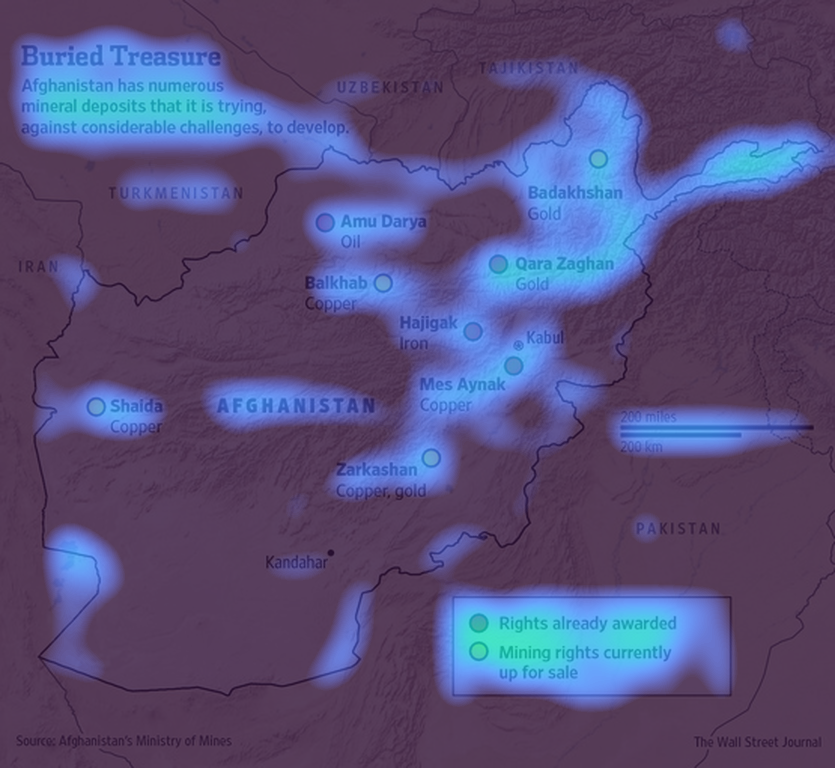 Buried Treasure
Afghanistan has numerous
mineral deposits that it is trying,
against considerable challenges, to develop.
UZBEKISTAN
TAJIKISTAN
TURKMENISTAN
IRAN
Badakhshan
Gold
Amu Darya
Oil
Qara Zaghan
Gold
Balkhab
Copper
Hajigak
Iron
Kabul
Mes Aynak
Copper
Shaida
Copper
AFGHANISTAN
200 miles
200 km
Zarkashan
Copper, gold
PAKISTAN
Kandahar
Rights already awarded
Mining rights currently
up for sale
Source: Afghanistan's Ministry of Mines
The Wall Street Journal